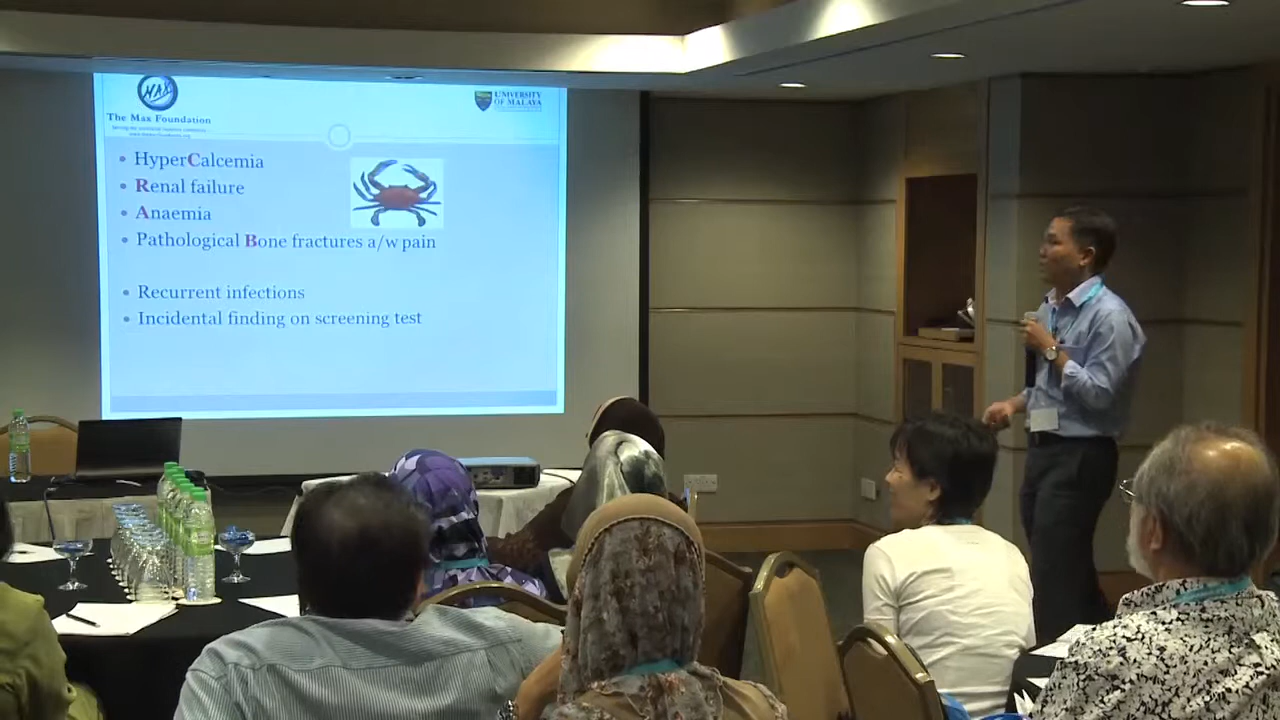 MAX
The Max Foundation
UNIVERSITY
OF MALAYA
• HyperCalcemia
• Renal failure
• Anaemia
• Pathological Bone fractures a/w pain
• Recurrent infections
• Incidental finding on screening test